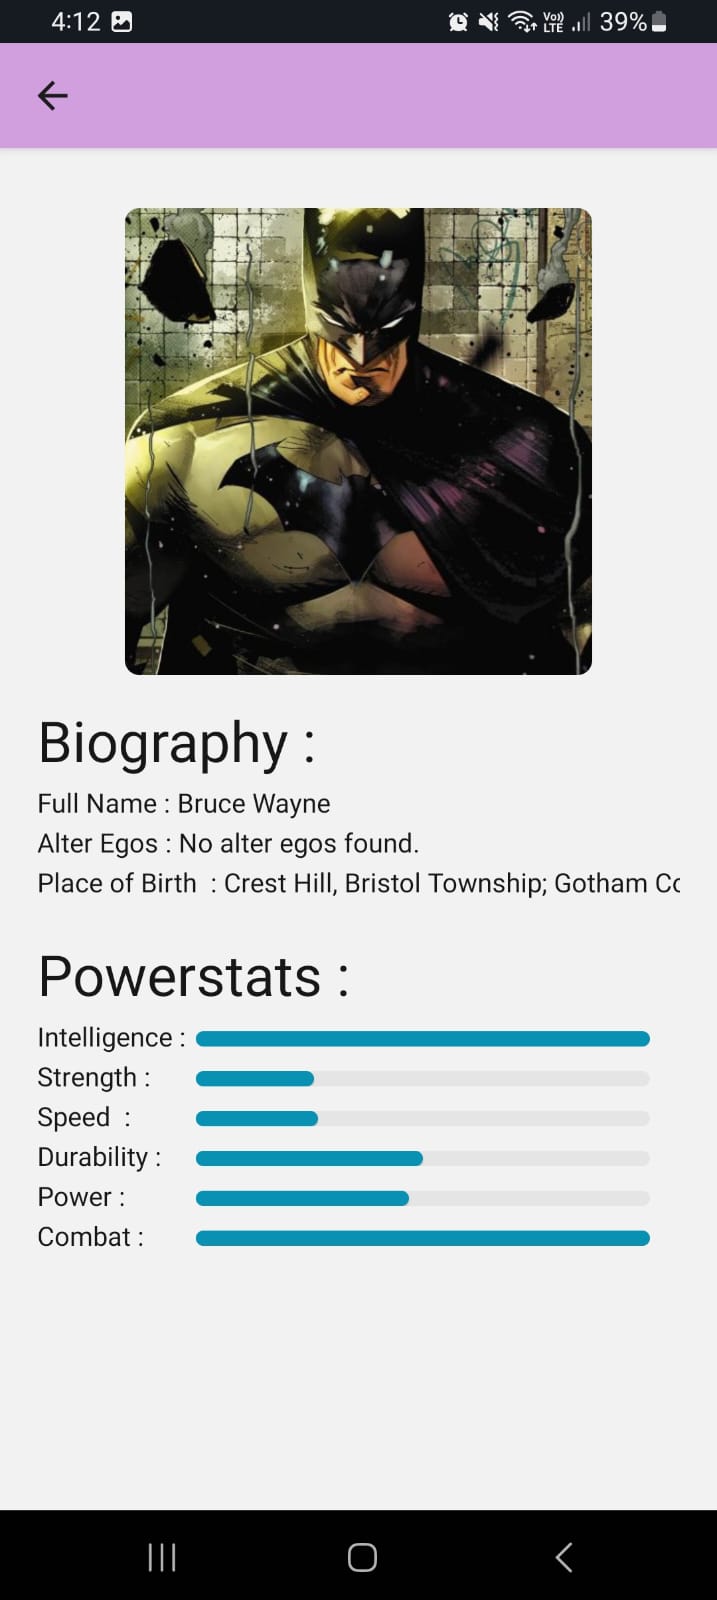 4:12
Vo)) LTE 39%
Biography :
Full Name : Bruce Wayne
Alter Egos : No alter egos found.
Place of Birth : Crest Hill, Bristol Township; Gotham Co
Powerstats :
Intelligence :
Strength :
Speed :
Durability :
Power :
Combat :